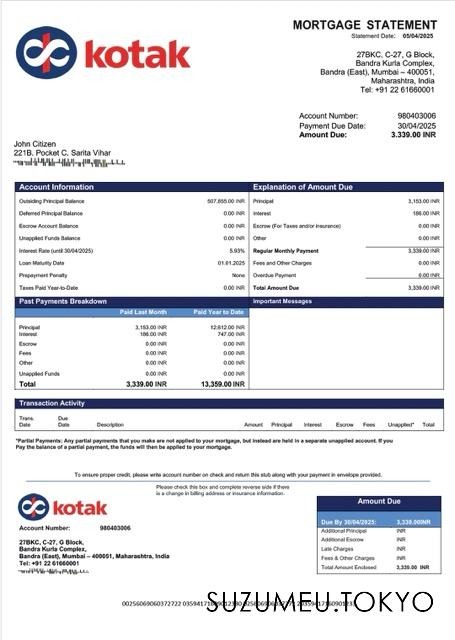 MORTGAGE STATEMENT
Statement Date: 05/04/2025
kotak
27BKC, C-27, G Block,
Bandra Kurla Complex,
Bandra (East), Mumbai – 400051,
Maharashtra, India
Tel: +91 22 61660001
Account Number: 980403006
Payment Due Date: 30/04/2025
Amount Due: 3.339.00 INR
John Citizen
221B. Pocket C. Sarita Vihar
Account Information
Outsiding Principal Balance 507,855.00 INR
Deferred Principal Balance 0.00 INR
Escrow Account Balance 0.00 INR
Unapplied Funds Balance 0.00 INR
Interest Rate (until 30/04/2025) 5.93%
Loan Maturity Date 01.01.2025
Prepayment Penalty None
Taxes Paid Year-to-Date 0.00 INR
Explanation of Amount Due
Principal 3,153.00 INR
Interest 186.00 INR
Escrow (For Taxes and/or insurance) 0.00 INR
Other 0.00 INR
Regular Monthly Payment 3,339.00 INR
Fees and Other Charges 0.00 INR
Overdue Payment 0.00 INR
Total Amount Due 3,339.00 INR
Past Payments Breakdown
Paid Last Month Paid Year to Date
Principal 3,153.00 INR 12,612.00 INR
Interest 186.00 INR 747.00 INR
Escrow 0.00 INR 0.00 INR
Fees 0.00 INR 0.00 INR
Other 0.00 INR 0.00 INR
Unapplied Funds 0.00 INR 0.00 INR
Total 3,339.00 INR 13,359.00 INR
Important Messages
Transaction Activity
Trans. Date Due Date Description Amount Principal Interest Escrow Fees Unapplied* Total
*Partial Payments: Any partial payments that you make are not applied to your mortgage, but instead are held in a separate unapplied account. If you
Pay the balance of a partial payment, the funds will then be applied to your mortgage.
To ensure proper credit, please write account number on check and return this stub along with your payment in envelope provided.
Please check this box and complete reverse side if there
is a change in billing address or insurance information.
kotak
Account Number: 980403006
27BKC, C-27, G Block,
Bandra Kurla Complex,
Bandra (East), Mumbai – 400051, Maharashtra, India
Tel: +91 22 61660001
Amount Due
Due By 30/04/2025: 3,339.00INR
Additional Principal INR
Additional Escrow INR
Late Charges INR
Fees & Other Charges INR
Total Amount Enclosed 3,339.00 INR
SUZUMEU.TOKYO